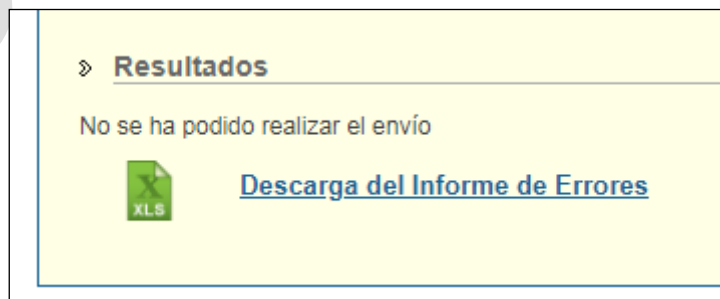 » Resultados
No se ha podido realizar el envío
X
XLS
Descarga del Informe de Errores